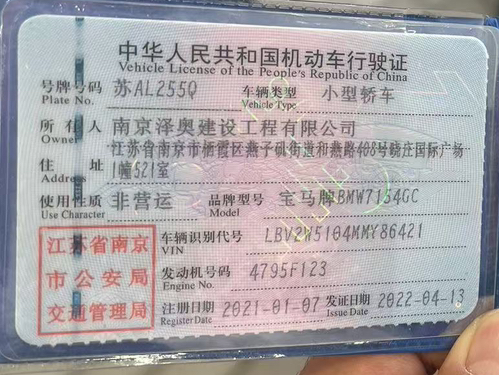 中华人民共和国机动车行驶证
Vehicle License of the People's Republic of China
号牌号码 苏AL255Q 车辆类型 小型轿车
Plate No. Vehicle Type
所有人 南京泽奥建设工程有限公司
Owner
江苏省南京市栖霞区燕子矶街道和燕路408号晓庄国际广场
住址 1幢521室
Address
使用性质 非营运 品牌型号 宝马牌BMW7154GC
Use Character Model
江苏省南京 车辆识别代号 LBV2W5104MMY86421
VIN
市公安局 发动机号码 4795F123
Engine No.
交通管理局 注册日期 2021-01-07 发证日期 2022-04-13
Register Date Issue Date